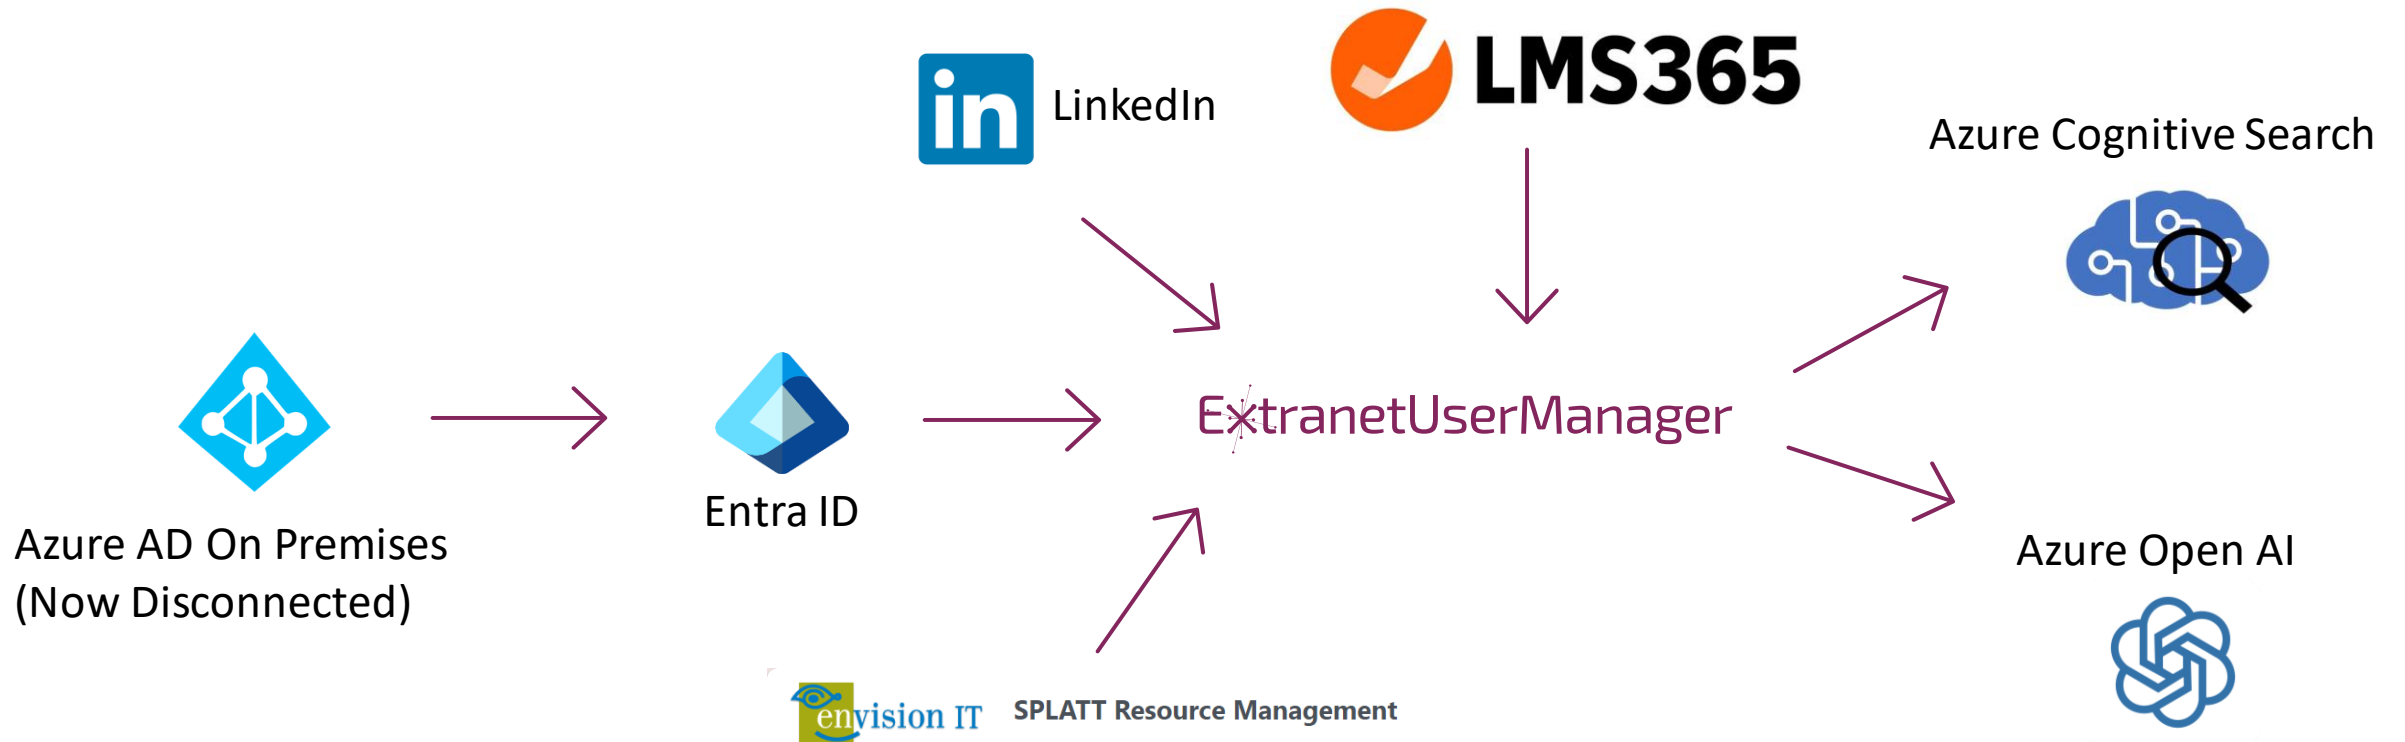 in LinkedIn
LMS365
Azure Cognitive Search
ExtranetUserManager
Entra ID
Azure AD On Premises
(Now Disconnected)
Azure Open AI
envision IT
SPLATT Resource Management